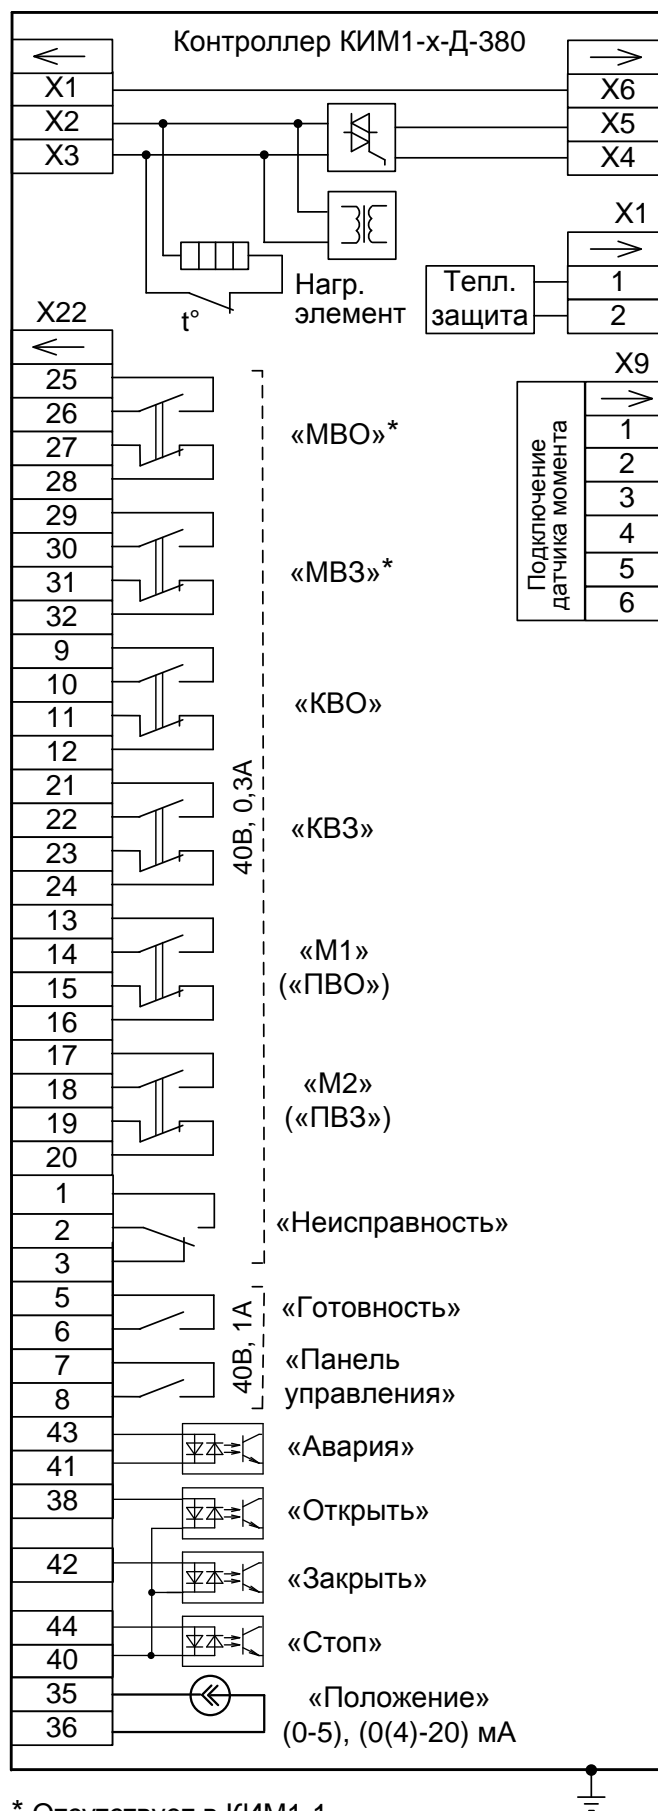 Контроллер КИМ1-х-Д-380
X1
X2
X3
X6
X5
X4
t°
Нагр.
элемент
Тепл.
защита
X1
1
2
X9
Подключение
датчика момента
1
2
3
4
5
6
X22
25
26
27
28
«МВО»*
29
30
31
32
«МВЗ»*
9
10
11
12
«КВО»
21
22
23
24
«КВЗ»
40В, 0,3А
13
14
15
16
«М1»
(«ПВО»)
17
18
19
20
«М2»
(«ПВЗ»)
1
2
3
«Неисправность»
5
6
«Готовность»
40В, 1А
7
8
«Панель
управления»
43
41
«Авария»
38
«Открыть»
42
«Закрыть»
44
40
«Стоп»
35
36
«Положение»
(0-5), (0(4)-20) мА
* Отсутствует в КИМ1-1